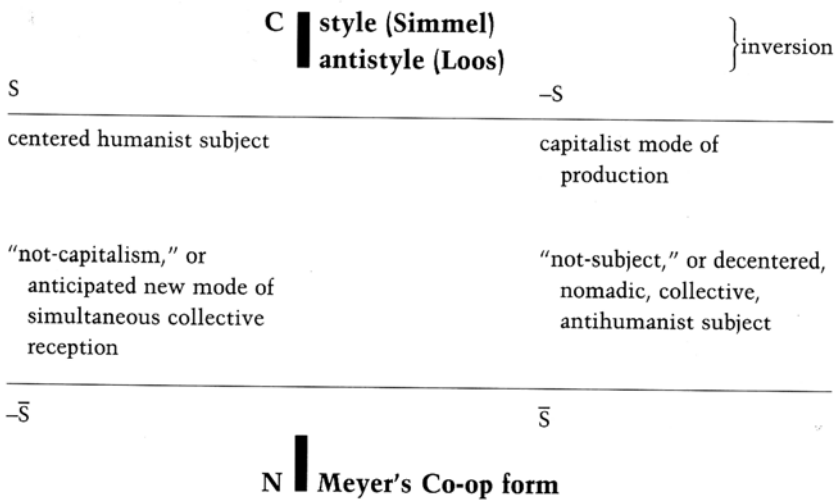 C style (Simmel)
antistyle (Loos)
}inversion
S −S
centered humanist subject
capitalist mode of
production
“not-capitalism,” or
anticipated new mode of
simultaneous collective
reception
“not-subject,” or decentered,
nomadic, collective,
antihumanist subject
−S̅ S̅
N Meyer’s Co-op form